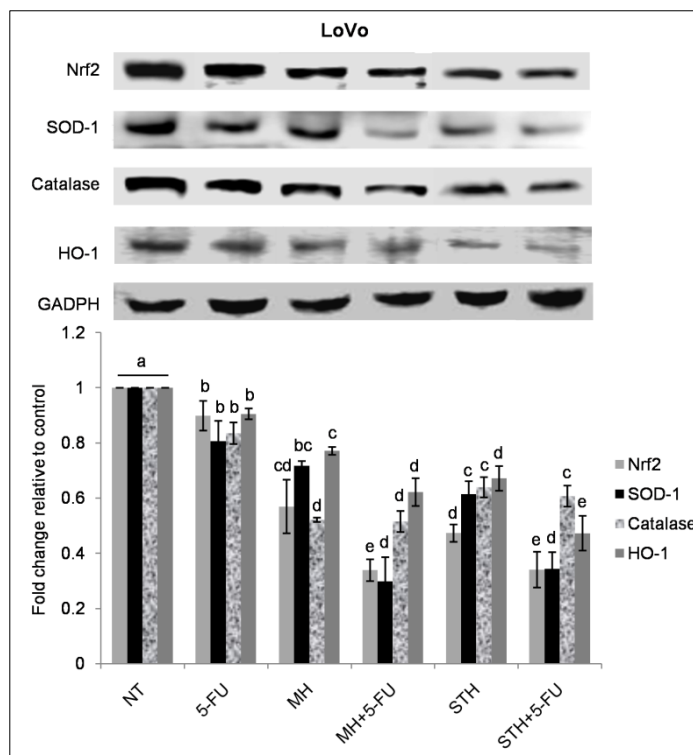 LoVo
Nrf2
SOD-1
Catalase
HO-1
GADPH
Fold change relative to control
1.2
1
0.8
0.6
0.4
0.2
0
a
b b b b
cd bc d c
e d d d
d c c d
e d c e
Nrf2
SOD-1
Catalase
HO-1
NT 5-FU MH MH+5-FU STH STH+5-FU